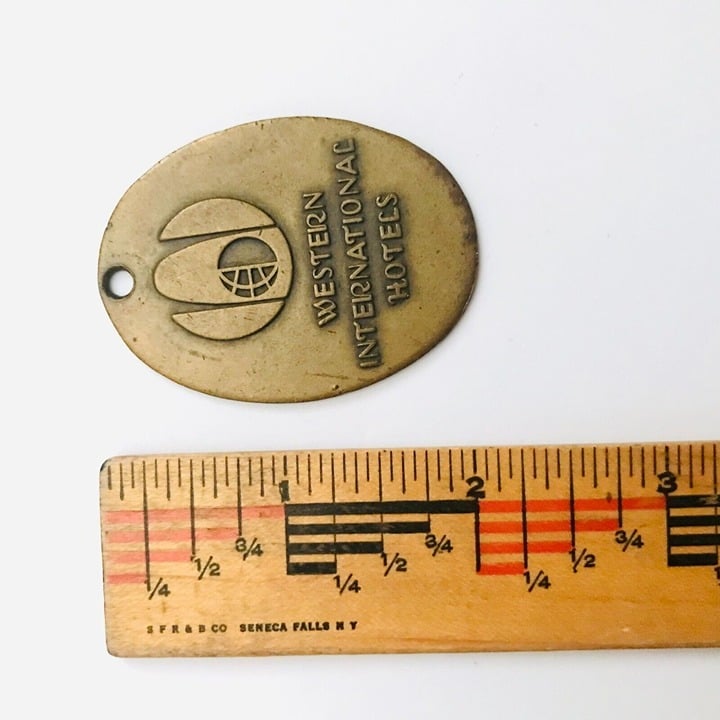 WESTERN
INTERNATIONAL
HOTELS
1 2 3
1/4 1/2 3/4 1/4 1/2 3/4 1/4 1/2 3/4
S F R & B CO SENECA FALLS N Y